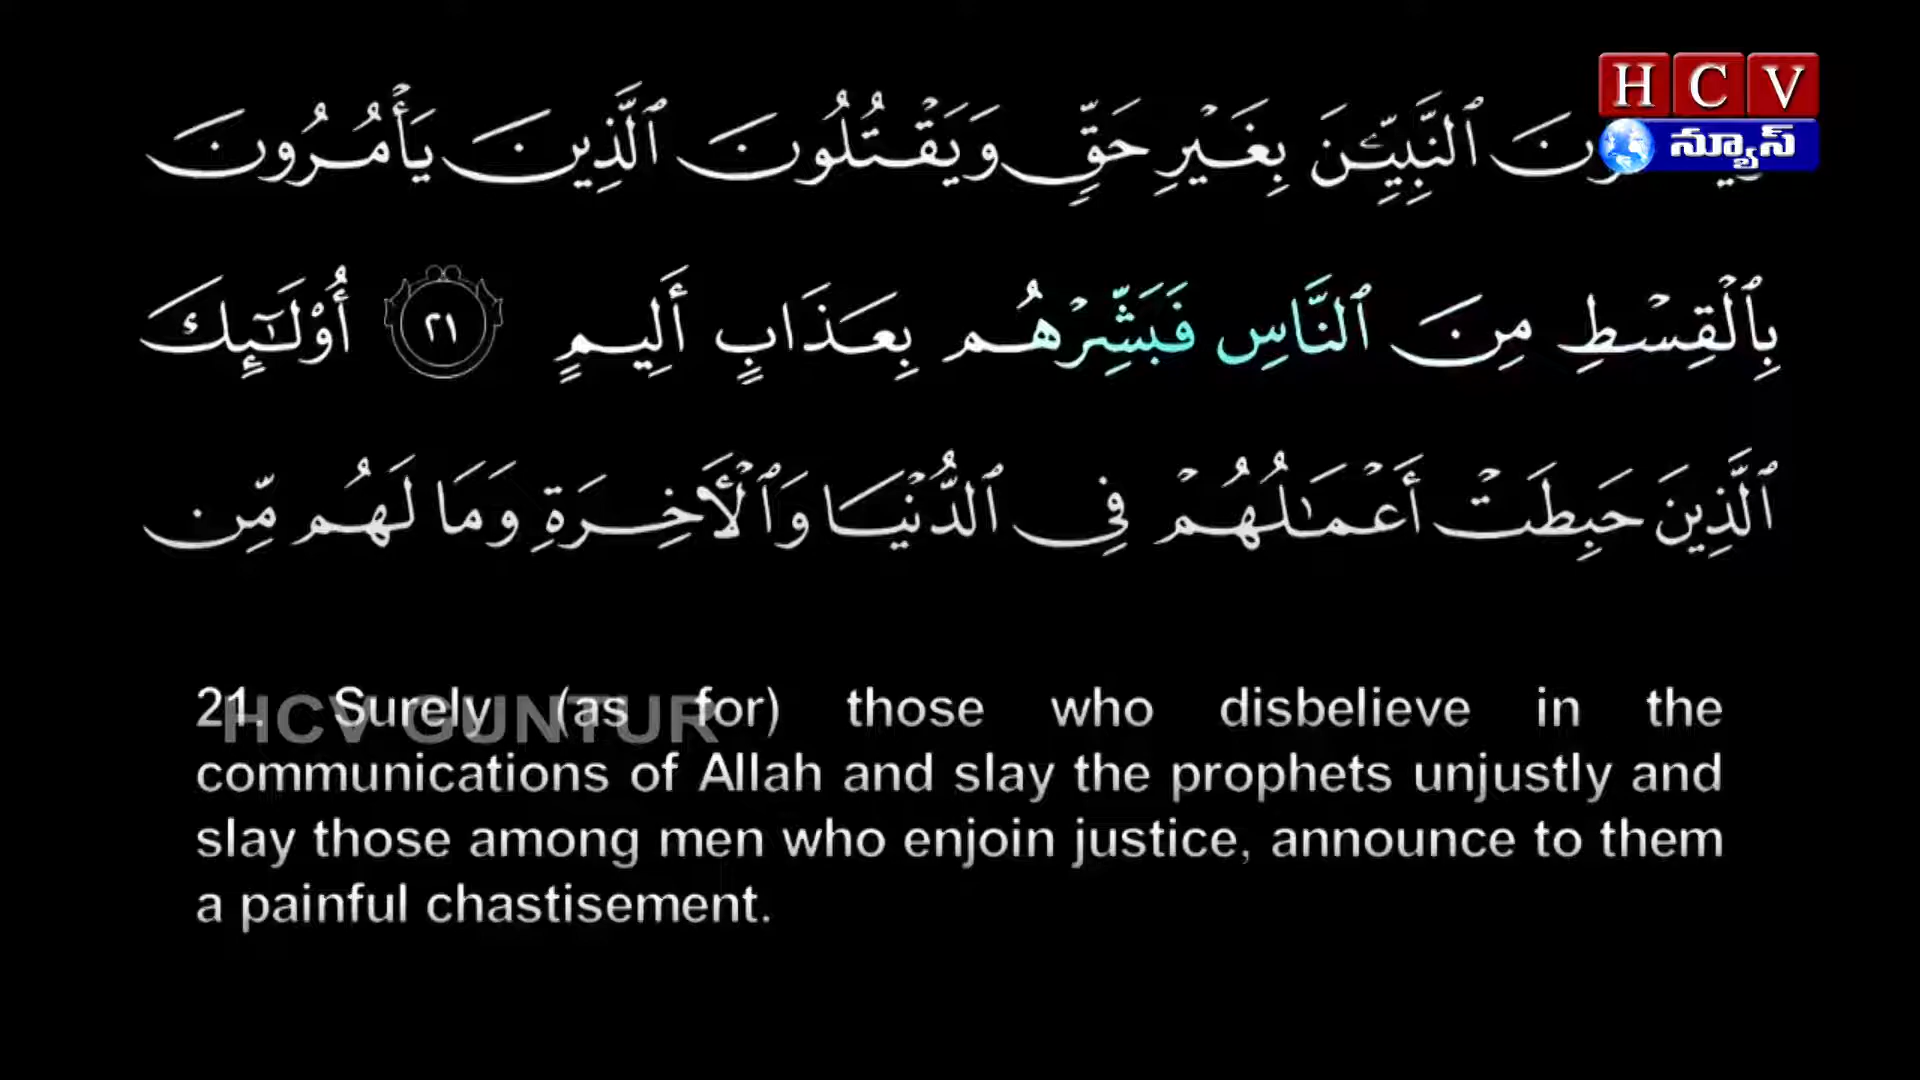 H C V
న్యూస్
ٱلنَّبِيِّـۧنَ بِغَيْرِ حَقٍّ وَيَقْتُلُونَ ٱلَّذِينَ يَأْمُرُونَ
بِٱلْقِسْطِ مِنَ ٱلنَّاسِ فَبَشِّرْهُم بِعَذَابٍ أَلِيمٍ ٢١ أُو۟لَـٰٓئِكَ
ٱلَّذِينَ حَبِطَتْ أَعْمَـٰلُهُمْ فِى ٱلدُّنْيَا وَٱلْـَٔاخِرَةِ وَمَا لَهُم مِّن
HCV GUNTUR
21. Surely (as for) those who disbelieve in the
communications of Allah and slay the prophets unjustly and
slay those among men who enjoin justice, announce to them
a painful chastisement.